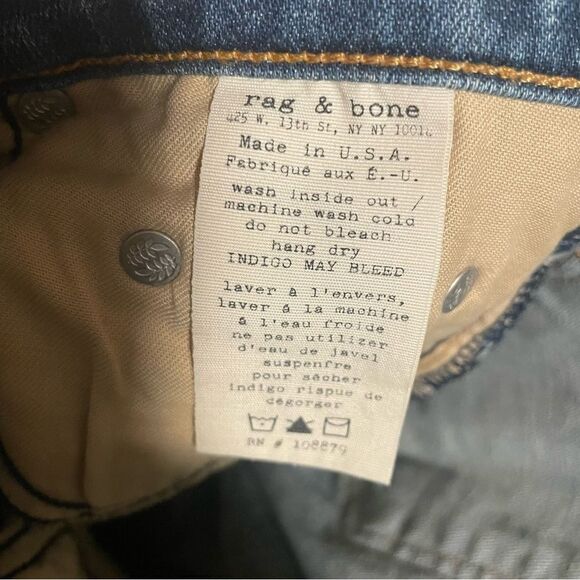 rag & bone
425 W. 13th St, NY NY 10014
Made in U.S.A.
Fabriqué aux É.-U.
wash inside out /
machine wash cold
do not bleach
hang dry
INDIGO MAY BLEED
laver à l'envers,
laver à la machine
à l'eau froide
ne pas utilizer
d'eau de javel
suspenfre
pour sécher
indigo rispue de
dégorger
RN # 108879